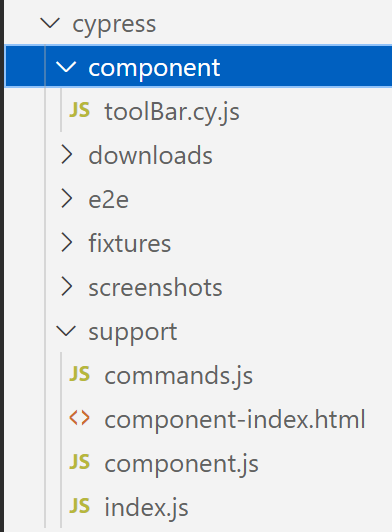 cypress
component
JS toolBar.cy.js
downloads
e2e
fixtures
screenshots
support
JS commands.js
<> component-index.html
JS component.js
JS index.js